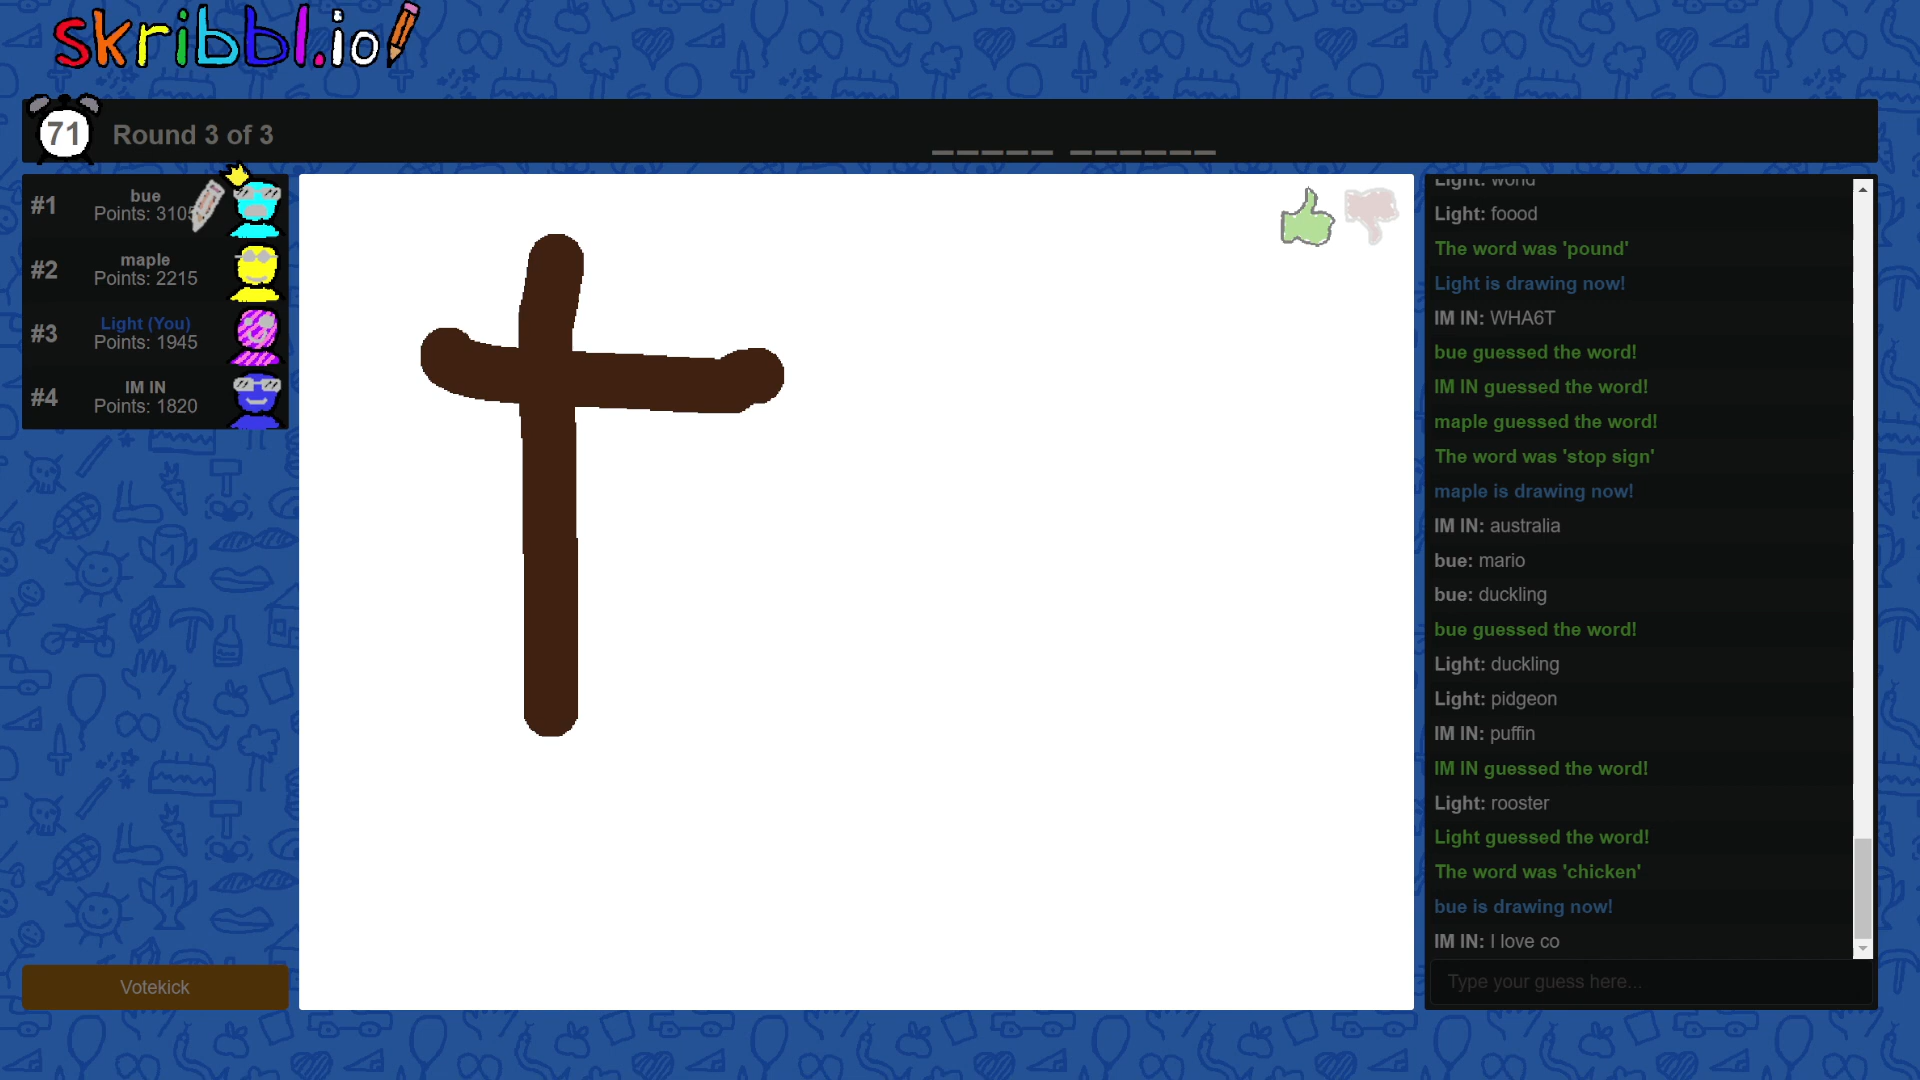 skribbl.io
71
Round 3 of 3
_____ ______
#1
bue
Points: 3105
#2
maple
Points: 2215
#3
Light (You)
Points: 1945
#4
IM IN
Points: 1820
Votekick
Light: foood
The word was 'pound'
Light is drawing now!
IM IN: WHA6T
bue guessed the word!
IM IN guessed the word!
maple guessed the word!
The word was 'stop sign'
maple is drawing now!
IM IN: australia
bue: mario
bue: duckling
bue guessed the word!
Light: duckling
Light: pidgeon
IM IN: puffin
IM IN guessed the word!
Light: rooster
Light guessed the word!
The word was 'chicken'
bue is drawing now!
IM IN: I love co
Type your guess here...